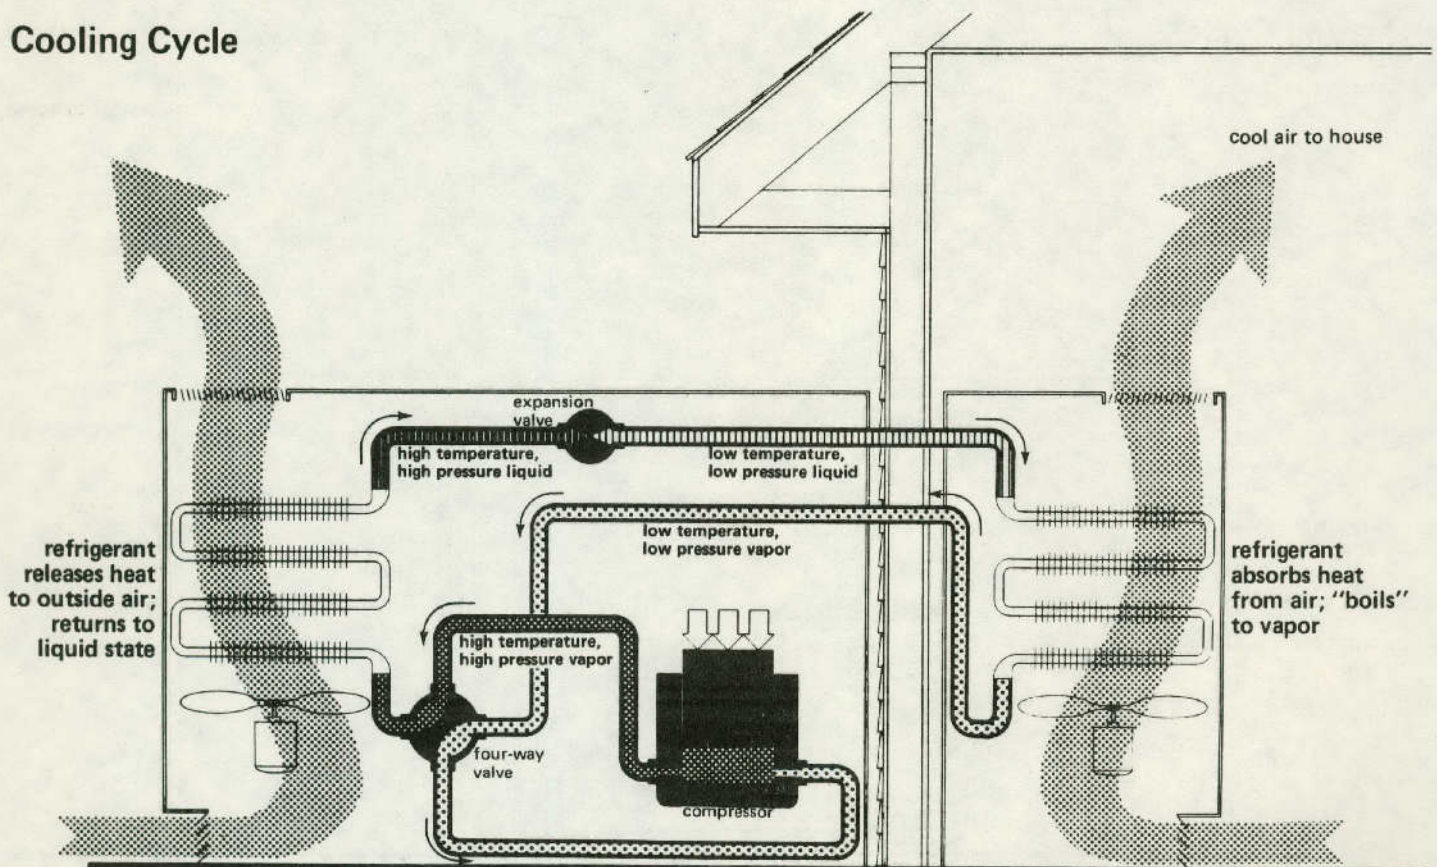 Cooling Cycle
cool air to house
expansion
valve
high temperature,
high pressure liquid
low temperature,
low pressure liquid
low temperature,
low pressure vapor
refrigerant
releases heat
to outside air;
returns to
liquid state
refrigerant
absorbs heat
from air; "boils"
to vapor
high temperature,
high pressure vapor
four-way
valve
compressor